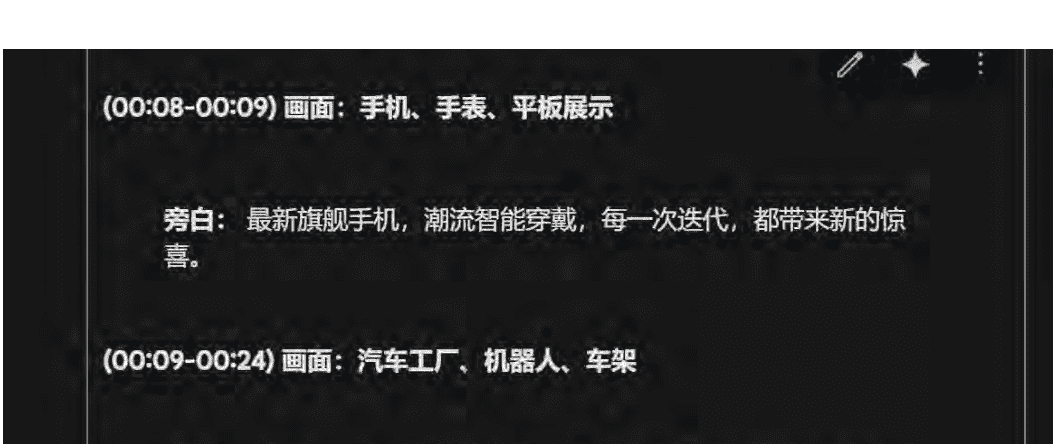 (00:08-00:09) 画面：手机、手表、平板展示
旁白： 最新旗舰手机，潮流智能穿戴，每一次迭代，都带来新的惊
喜。
(00:09-00:24) 画面：汽车工厂、机器人、车架